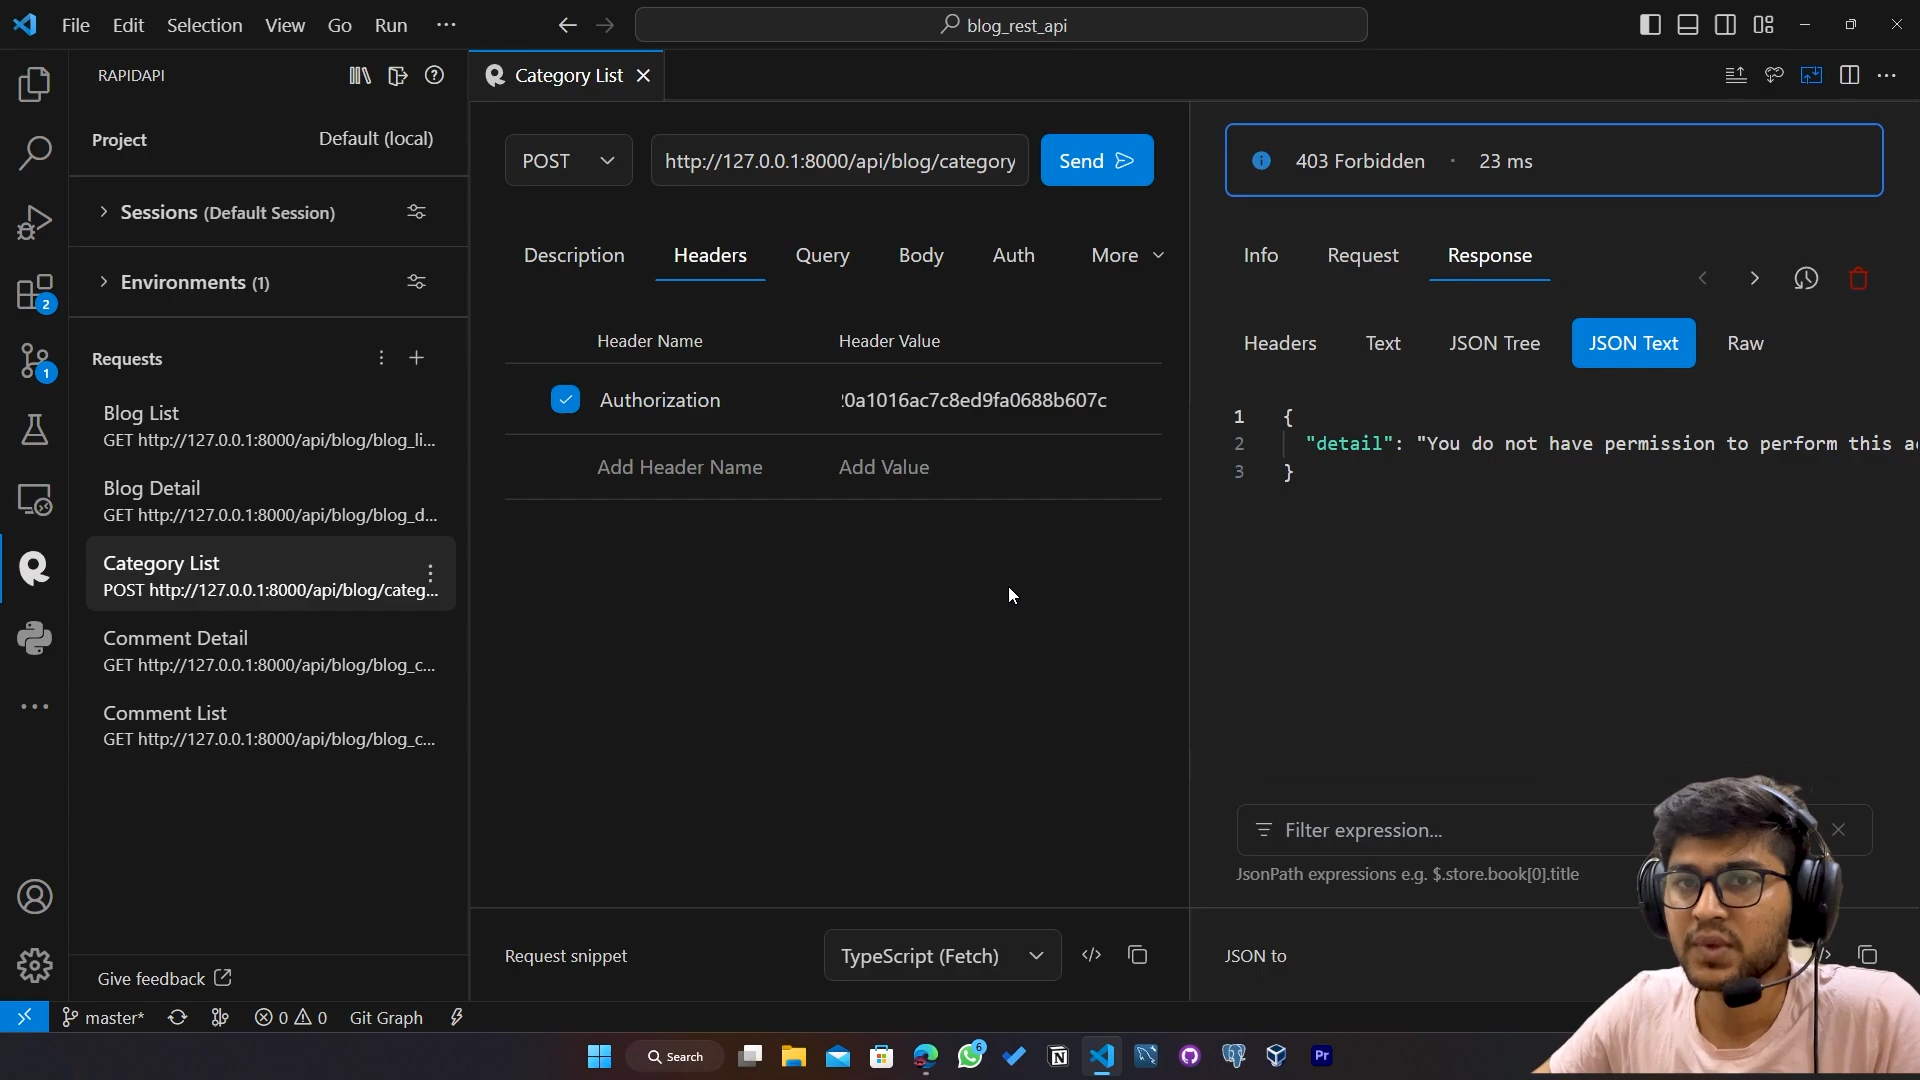 File Edit Selection View Go Run
blog_rest_api
RAPIDAPI
Category List
Project Default (local)
Sessions (Default Session)
Environments (1)
Requests
Blog List
GET http://127.0.0.1:8000/api/blog/blog_li...
Blog Detail
GET http://127.0.0.1:8000/api/blog/blog_d...
Category List
POST http://127.0.0.1:8000/api/blog/categ...
Comment Detail
GET http://127.0.0.1:8000/api/blog/blog_c...
Comment List
GET http://127.0.0.1:8000/api/blog/blog_c...
Give feedback
2
1
POST http://127.0.0.1:8000/api/blog/category Send
Description Headers Query Body Auth More
Header Name Header Value
Authorization 0a1016ac7c8ed9fa0688b607c
Add Header Name Add Value
Request snippet TypeScript (Fetch)
403 Forbidden · 23 ms
Info Request Response
Headers Text JSON Tree JSON Text Raw
1 {
2 "detail": "You do not have permission to perform this
3 }
Filter expression...
JsonPath expressions e.g. $.store.book[0].title
JSON to
master* 0 0 Git Graph
Search
6
Pr